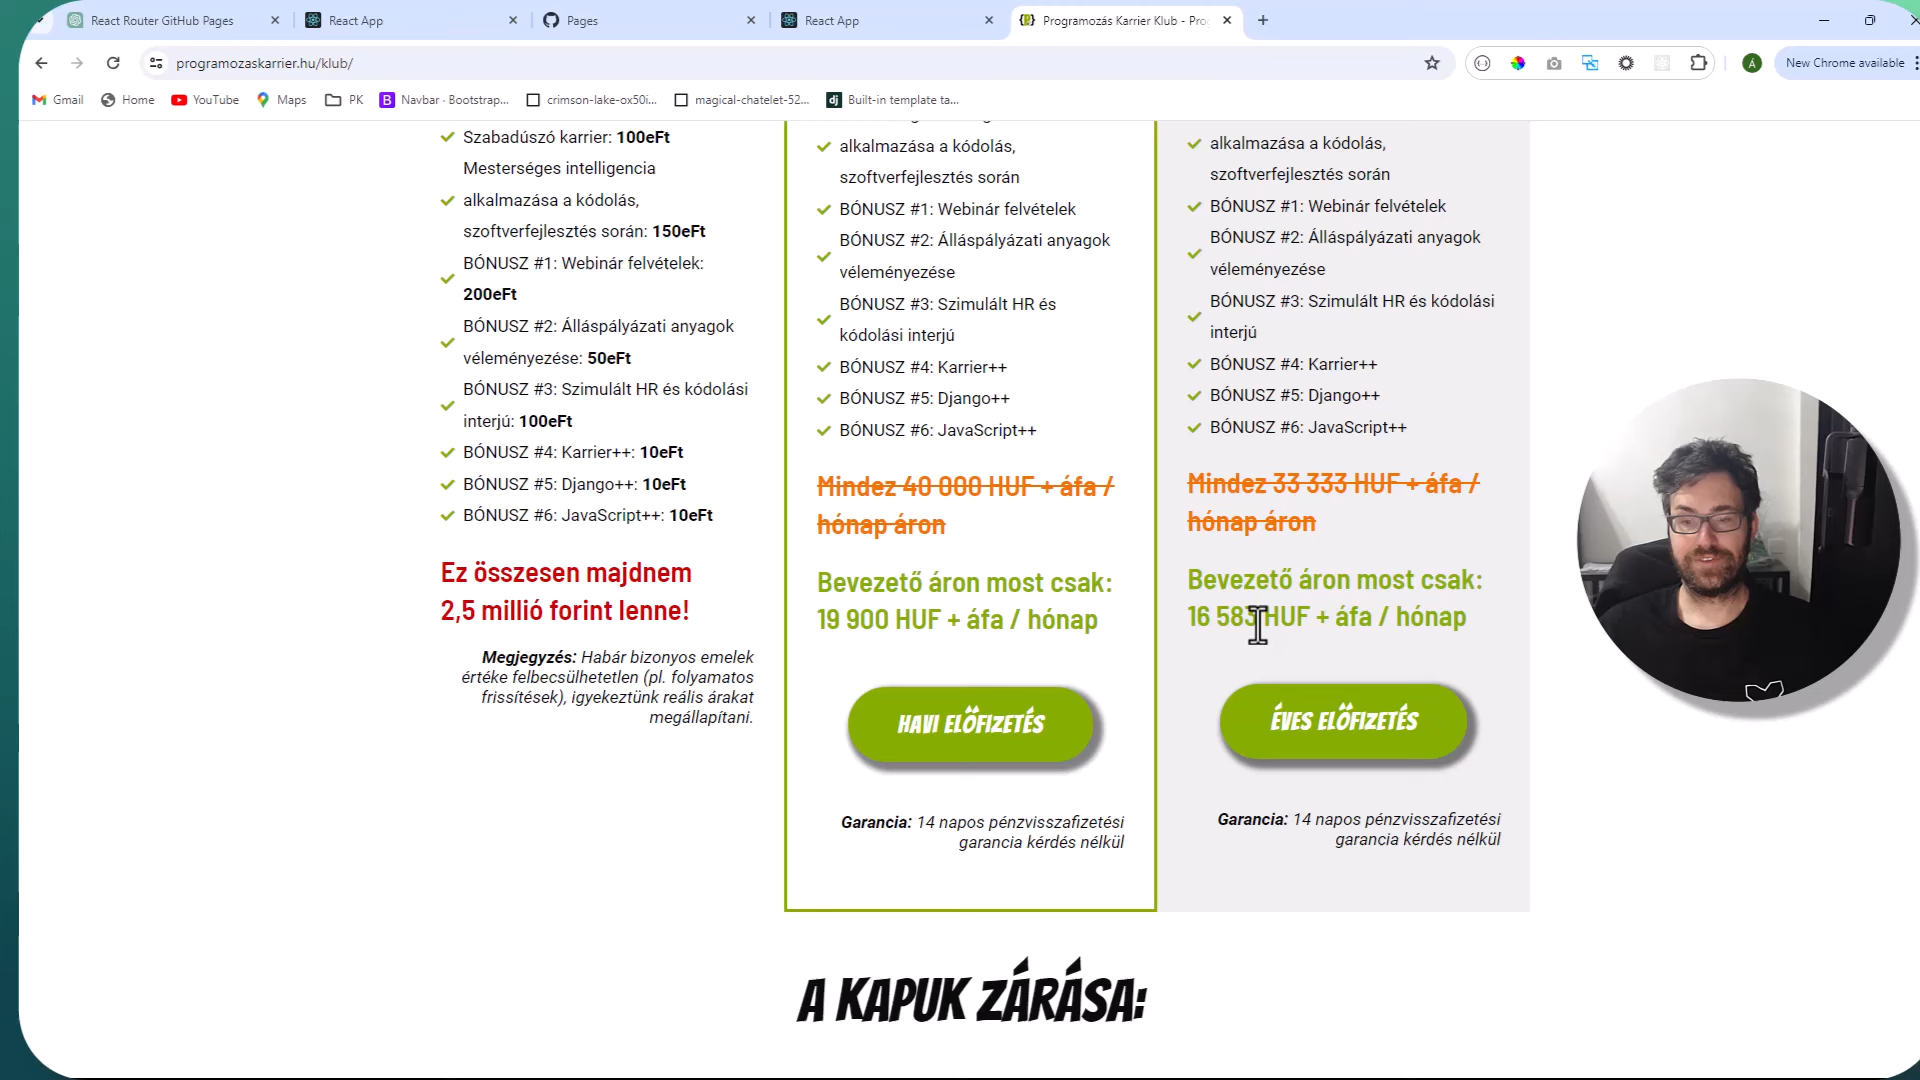 React Router GitHub Pages
React App
Pages
React App
Programozás Karrier Klub - Pro
programozaskarrier.hu/klub/
New Chrome available
Gmail
Home
YouTube
Maps
PK
Navbar · Bootstrap...
crimson-lake-ox50i...
magical-chatelet-52...
Built-in template ta...
Szabadúszó karrier: 100eFt
Mesterséges intelligencia
alkalmazása a kódolás,
szoftverfejlesztés során: 150eFt
BÓNUSZ #1: Webinár felvételek:
200eFt
BÓNUSZ #2: Álláspályázati anyagok
véleményezése: 50eFt
BÓNUSZ #3: Szimulált HR és kódolási
interjú: 100eFt
BÓNUSZ #4: Karrier++: 10eFt
BÓNUSZ #5: Django++: 10eFt
BÓNUSZ #6: JavaScript++: 10eFt
Ez összesen majdnem
2,5 millió forint lenne!
Megjegyzés: Habár bizonyos emelek
értéke felbecsülhetetlen (pl. folyamatos
frissítések), igyekeztünk reális árakat
megállapítani.
alkalmazása a kódolás,
szoftverfejlesztés során
BÓNUSZ #1: Webinár felvételek
BÓNUSZ #2: Álláspályázati anyagok
véleményezése
BÓNUSZ #3: Szimulált HR és
kódolási interjú
BÓNUSZ #4: Karrier++
BÓNUSZ #5: Django++
BÓNUSZ #6: JavaScript++
Mindez 40 000 HUF + áfa /
hónap áron
Bevezető áron most csak:
19 900 HUF + áfa / hónap
HAVI ELŐFIZETÉS
Garancia: 14 napos pénzvisszafizetési
garancia kérdés nélkül
alkalmazása a kódolás,
szoftverfejlesztés során
BÓNUSZ #1: Webinár felvételek
BÓNUSZ #2: Álláspályázati anyagok
véleményezése
BÓNUSZ #3: Szimulált HR és kódolási
interjú
BÓNUSZ #4: Karrier++
BÓNUSZ #5: Django++
BÓNUSZ #6: JavaScript++
Mindez 33 333 HUF + áfa /
hónap áron
Bevezető áron most csak:
16 583 HUF + áfa / hónap
ÉVES ELŐFIZETÉS
Garancia: 14 napos pénzvisszafizetési
garancia kérdés nélkül
A KAPUK ZÁRÁSA: